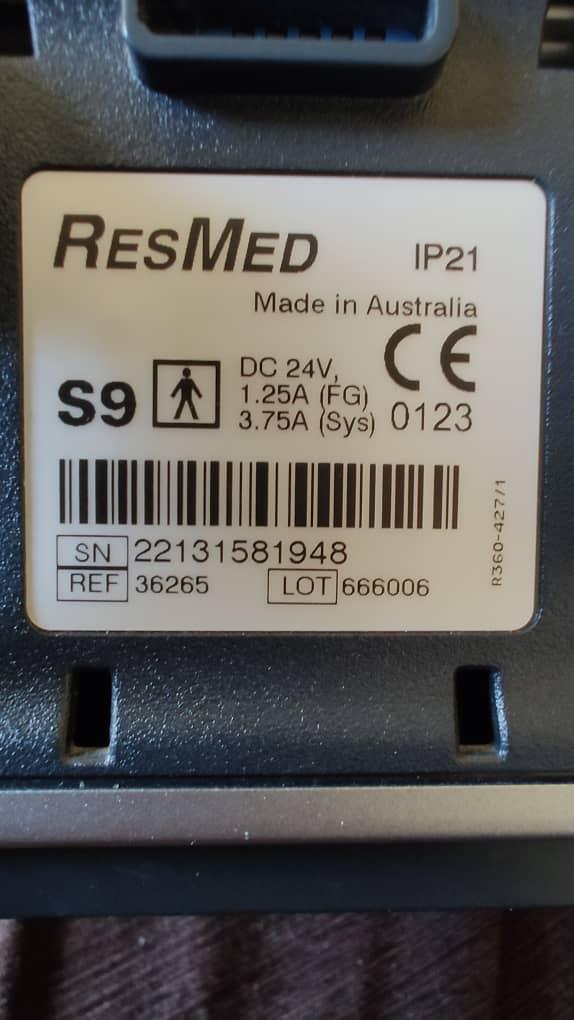 RESMED IP21
Made in Australia
S9 DC 24V, CE
1.25A (FG)
3.75A (Sys) 0123
SN 22131581948
REF 36265 LOT 666006
R360-427/1